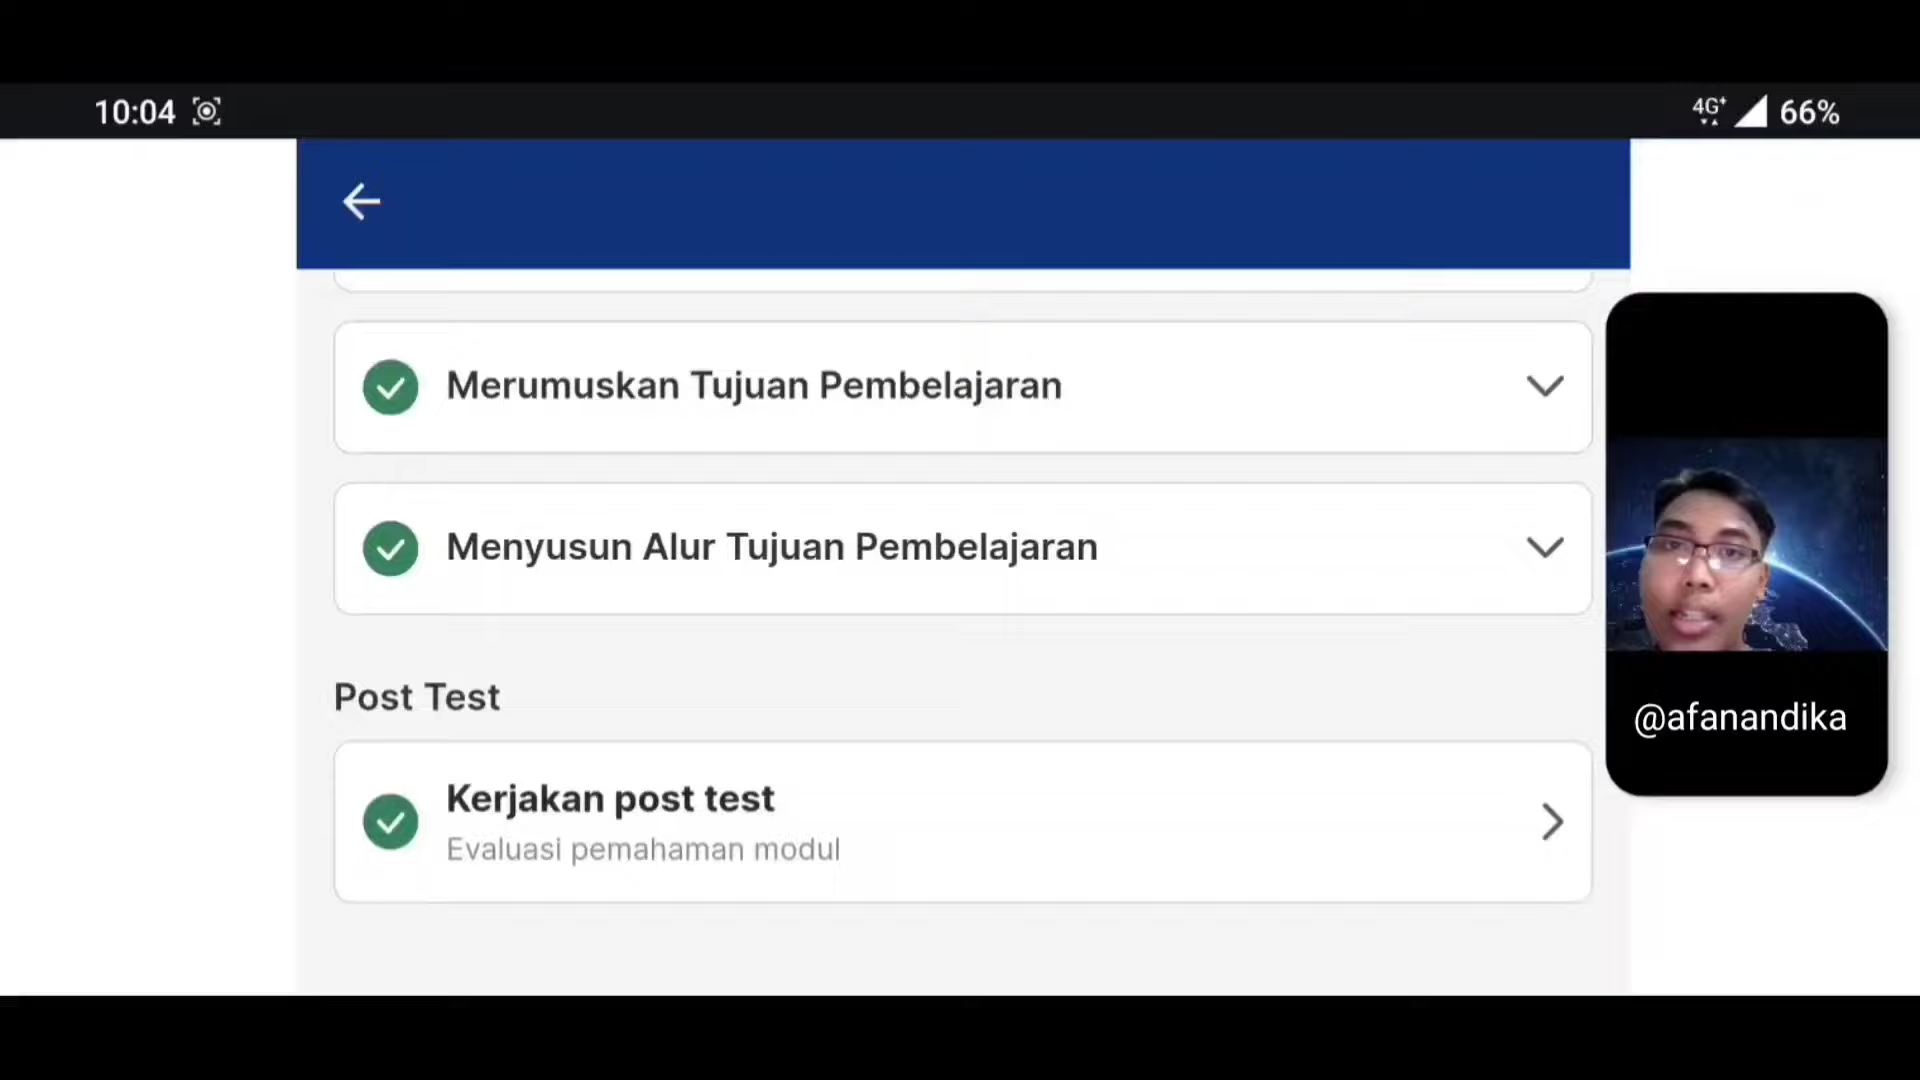 10:04
4G+ 66%
Merumuskan Tujuan Pembelajaran
Menyusun Alur Tujuan Pembelajaran
Post Test
Kerjakan post test
Evaluasi pemahaman modul
@afanandika